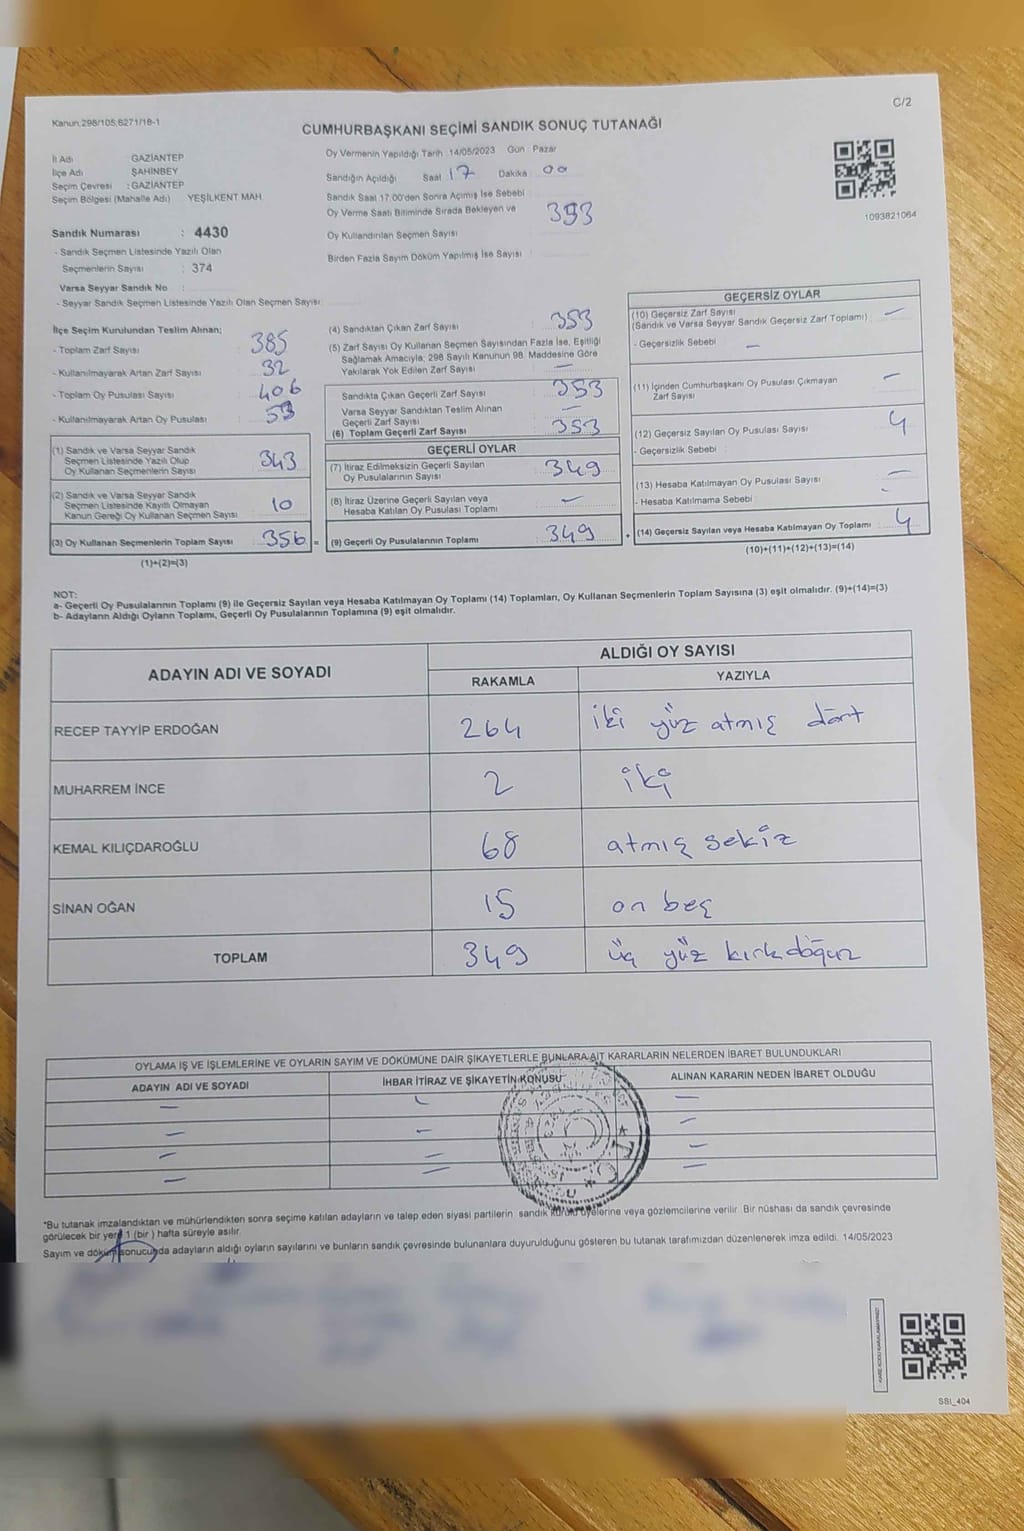 C/2
Kanun 298/105,6271/18-1
CUMHURBAŞKANI SEÇİMİ SANDIK SONUÇ TUTANAĞI
İl Adı GAZİANTEP
İlçe Adı ŞAHİNBEY
Seçim Çevresi : GAZİANTEP
Seçim Bölgesi (Mahalle Adı) YEŞİLKENT MAH.
Sandık Numarası : 4430
- Sandık Seçmen Listesinde Yazılı Olan
Seçmenlerin Sayısı : 374
Varsa Seyyar Sandık No :
- Seyyar Sandık Seçmen Listesinde Yazılı Olan Seçmen Sayısı:
Oy Vermenin Yapıldığı Tarih :14/05/2023 Gün : Pazar
Sandığın Açıldığı Saat 17 Dakika 00
Sandık Saat 17:00'den Sonra Açımış İse Sebebi
Oy Verme Saati Bitiminde Sırada Bekleyen ve
Oy Kullandırılan Seçmen Sayısı
Birden Fazla Sayım Döküm Yapılmış İse Sayısı :
1093821064
İlçe Seçim Kurulundan Teslim Alınan;
- Toplam Zarf Sayısı : 385
- Kullanılmayarak Artan Zarf Sayısı : 32
- Toplam Oy Pusulası Sayısı : 406
- Kullanılmayarak Artan Oy Pusulası : 53
(1) Sandık ve Varsa Seyyar Sandık
Seçmen Listesinde Yazılı Olup
Oy Kullanan Seçmenlerin Sayısı : 343
(2) Sandık ve Varsa Seyyar Sandık
Seçmen Listesinde Kayıtlı Olmayan
Kanun Gereği Oy Kullanan Seçmen Sayısı : 10
(3) Oy Kullanan Seçmenlerin Toplam Sayısı : 356 =
(1)+(2)=(3)
(4) Sandıktan Çıkan Zarf Sayısı : 353
(5) Zarf Sayısı Oy Kullanan Seçmen Sayısından Fazla İse, Eşitliği
Sağlamak Amacıyla; 298 Sayılı Kanunun 98. Maddesine Göre
Yakılarak Yok Edilen Zarf Sayısı : —
Sandıkta Çıkan Geçerli Zarf Sayısı : 353
Varsa Seyyar Sandıktan Teslim Alınan
Geçerli Zarf Sayısı : —
(6) Toplam Geçerli Zarf Sayısı : 353
GEÇERLİ OYLAR
(7) İtiraz Edilmeksizin Geçerli Sayılan
Oy Pusulalarının Sayısı : 349
(8) İtiraz Üzerine Geçerli Sayılan veya
Hesaba Katılan Oy Pusulası Toplamı : —
(9) Geçerli Oy Pusulalarının Toplamı : 349 +
GEÇERSİZ OYLAR
(10) Geçersiz Zarf Sayısı
(Sandık ve Varsa Seyyar Sandık Geçersiz Zarf Toplamı) : —
- Geçersizlik Sebebi : —
(11) İçinden Cumhurbaşkanı Oy Pusulası Çıkmayan
Zarf Sayısı : —
(12) Geçersiz Sayılan Oy Pusulası Sayısı : 4
- Geçersizlik Sebebi :
(13) Hesaba Katılmayan Oy Pusulası Sayısı : —
- Hesaba Katılmama Sebebi :
(14) Geçersiz Sayılan veya Hesaba Katılmayan Oy Toplamı : 4
(10)+(11)+(12)+(13)=(14)
NOT:
a- Geçerli Oy Pusulalarının Toplamı (9) ile Geçersiz Sayılan veya Hesaba Katılmayan Oy Toplamı (14) Toplamları, Oy Kullanan Seçmenlerin Toplam Sayısına (3) eşit olmalıdır. (9)+(14)=(3)
b- Adayların Aldığı Oyların Toplamı, Geçerli Oy Pusulalarının Toplamına (9) eşit olmalıdır.
ADAYIN ADI VE SOYADI ALDIĞI OY SAYISI
RAKAMLA YAZIYLA
RECEP TAYYİP ERDOĞAN 264 iki yüz atmış dört
MUHARREM İNCE 2 iki
KEMAL KILIÇDAROĞLU 68 atmış sekiz
SİNAN OĞAN 15 on beş
TOPLAM 349 üç yüz kırkdoğuz
OYLAMA İŞ VE İŞLEMLERİNE VE OYLARIN SAYIM VE DÖKÜMÜNE DAİR ŞİKAYETLERLE BUNLARA AİT KARARLARIN NELERDEN İBARET BULUNDUKLARI
ADAYIN ADI VE SOYADI İHBAR İTİRAZ VE ŞİKAYETİN KONUSU ALINAN KARARIN NEDEN İBARET OLDUĞU
*Bu tutanak imzalandıktan ve mühürlendikten sonra seçime katılan adayların ve talep eden siyasi partilerin sandık kurulu üyelerine veya gözlemcilerine verilir. Bir nüshası da sandık çevresinde
görülecek bir yere 1 (bir) hafta süreyle asılır.
Sayım ve döküm sonucunda adayların aldığı oyların sayılarını ve bunların sandık çevresinde bulunanlara duyurulduğunu gösteren bu tutanak tarafımızdan düzenlenerek imza edildi. 14/05/2023
SBI_404